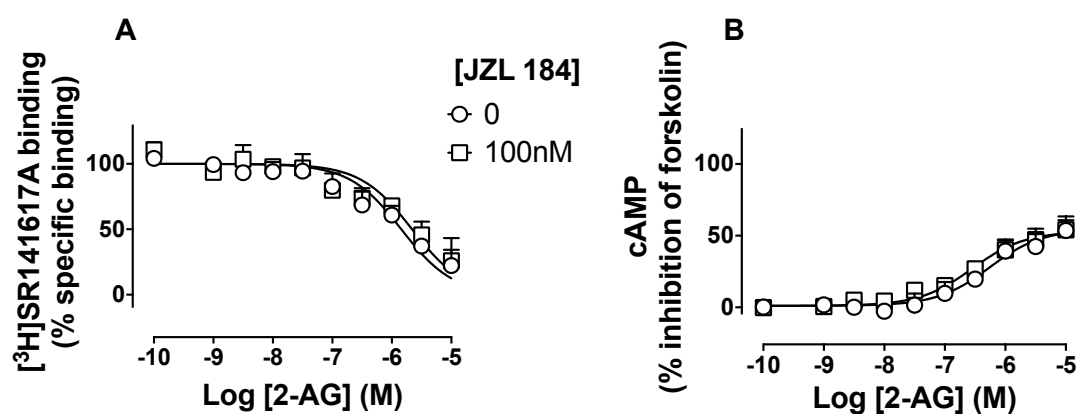 A
[³H]SR141617A binding
(% specific binding)
100
50
0
-10 -9 -8 -7 -6 -5
Log [2-AG] (M)
[JZL 184]
0
100nM
B
cAMP
(% inhibition of forskolin)
100
50
0
-10 -9 -8 -7 -6 -5
Log [2-AG] (M)